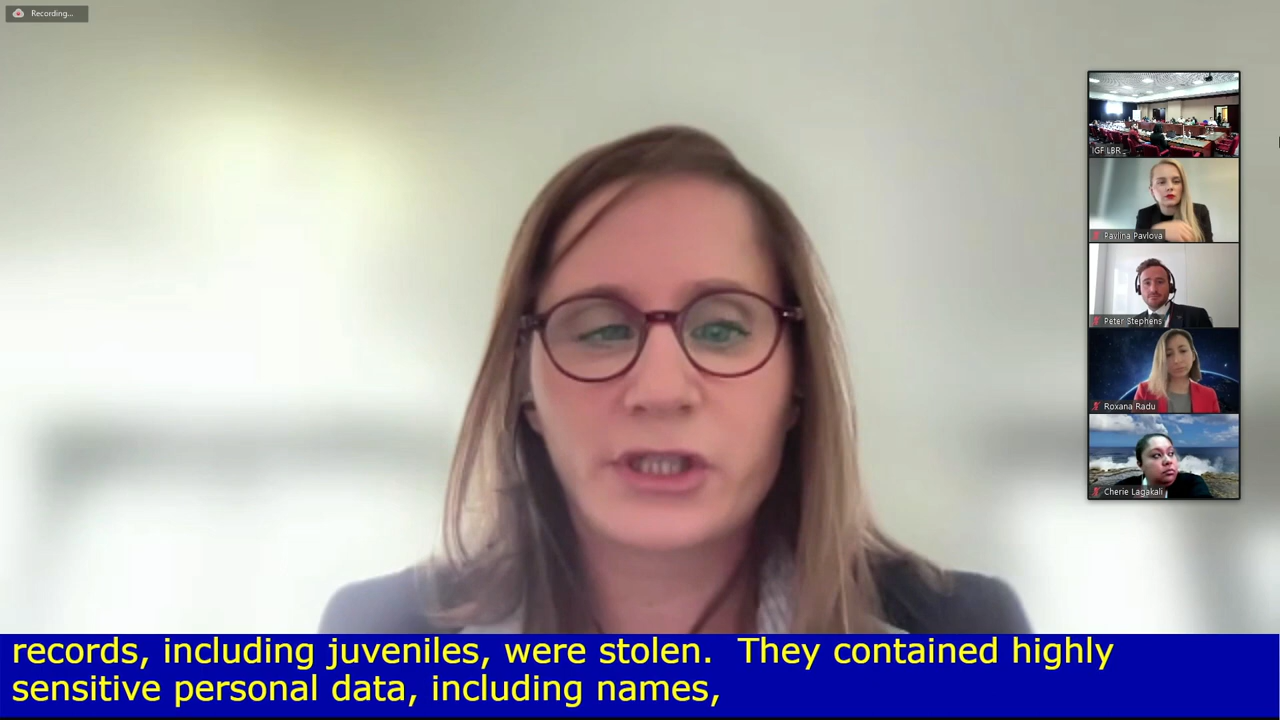 Recording...
IGF LBR
Pavlina Pavlova
Peter Stephens
Roxana Radu
Cherie Lagakali
records, including juveniles, were stolen. They contained highly
sensitive personal data, including names,